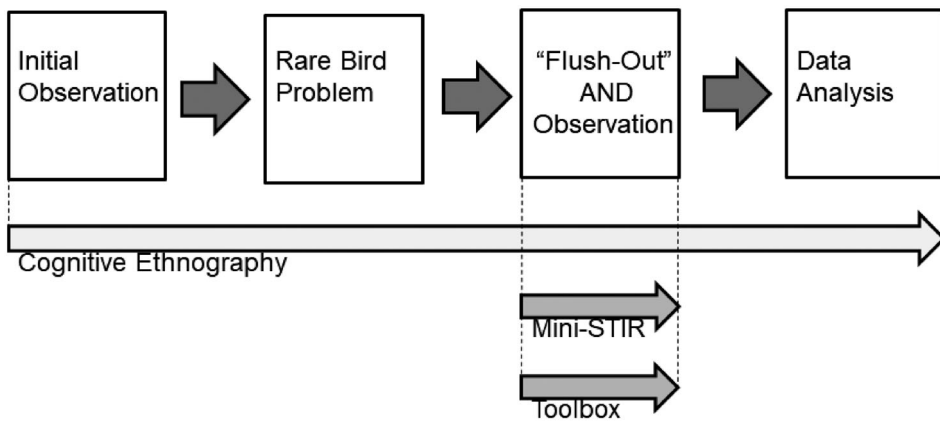 Initial
Observation
Rare Bird
Problem
“Flush-Out”
AND
Observation
Data
Analysis
Cognitive Ethnography
Mini-STIR
Toolbox